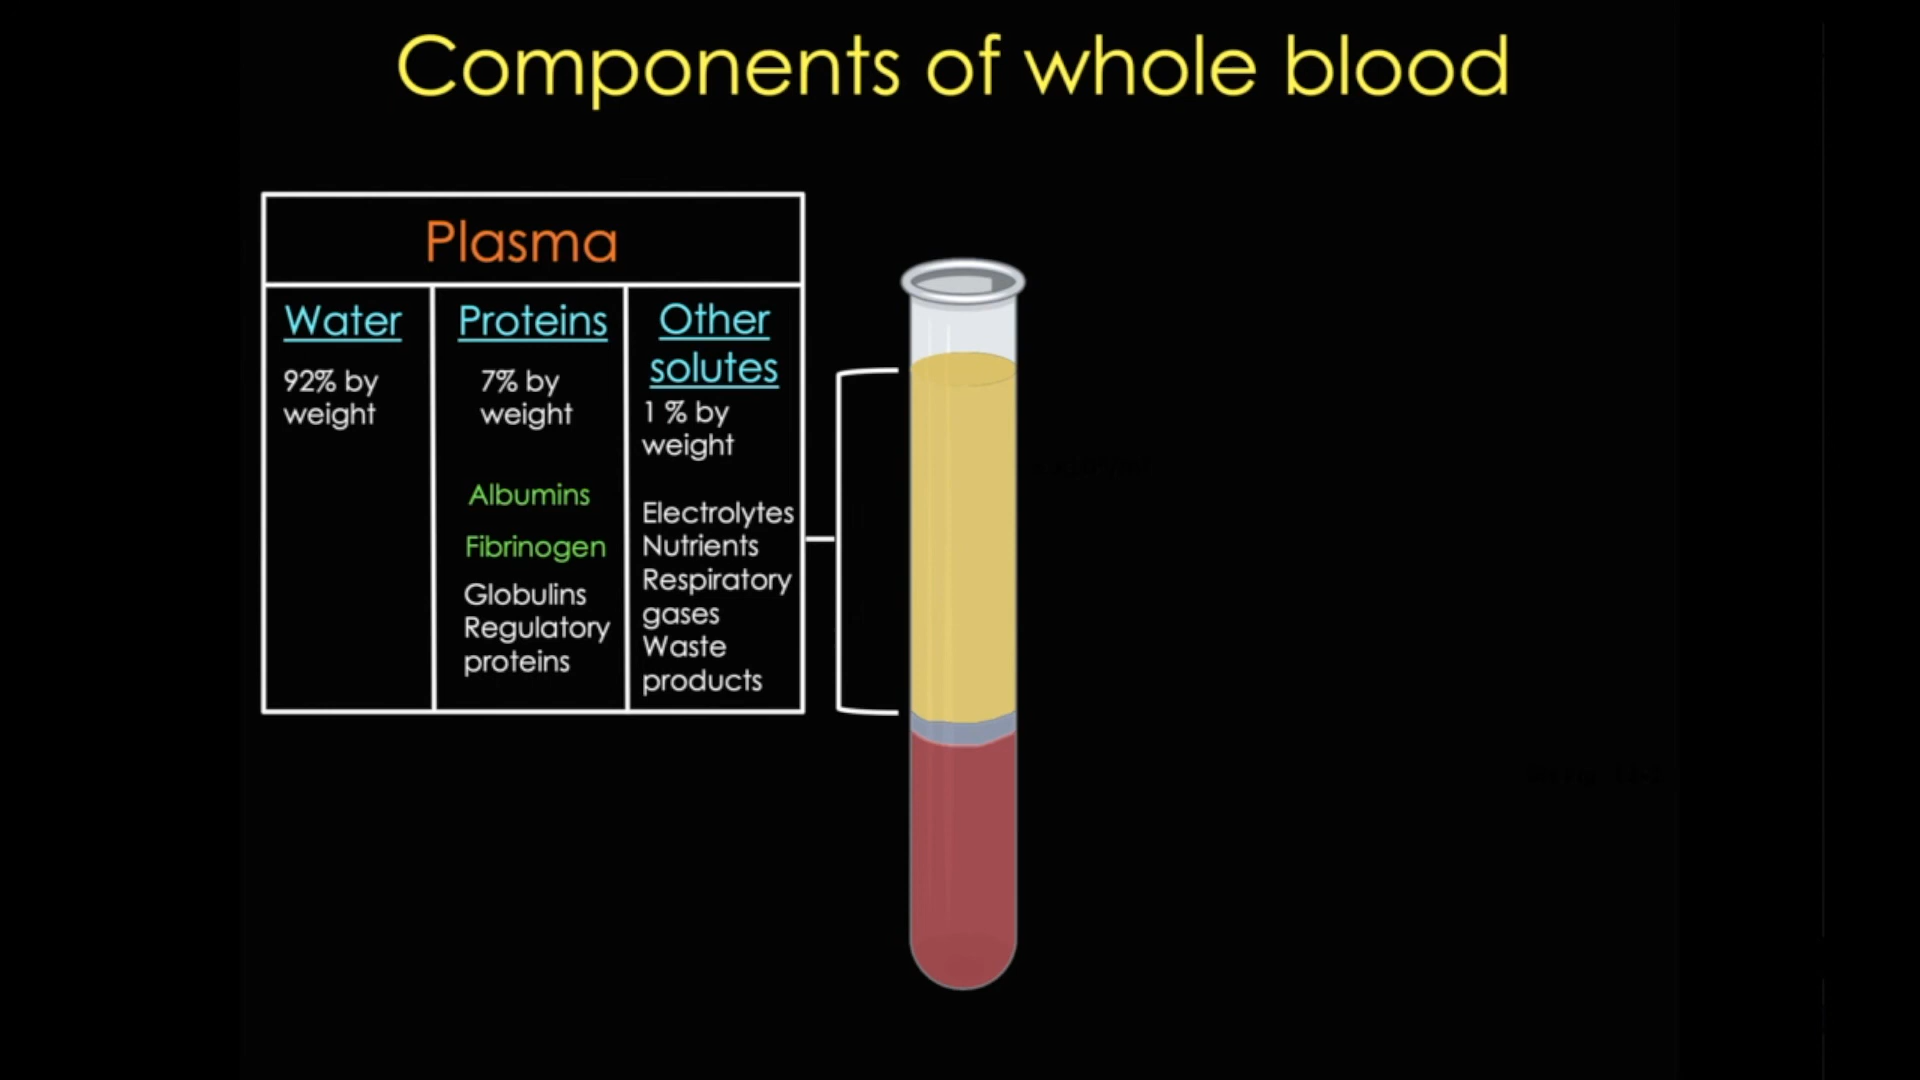 Components of whole blood
Plasma
Water
92% by
weight
Proteins
7% by
weight
Albumins
Fibrinogen
Globulins
Regulatory
proteins
Other
solutes
1 % by
weight
Electrolytes
Nutrients
Respiratory
gases
Waste
products